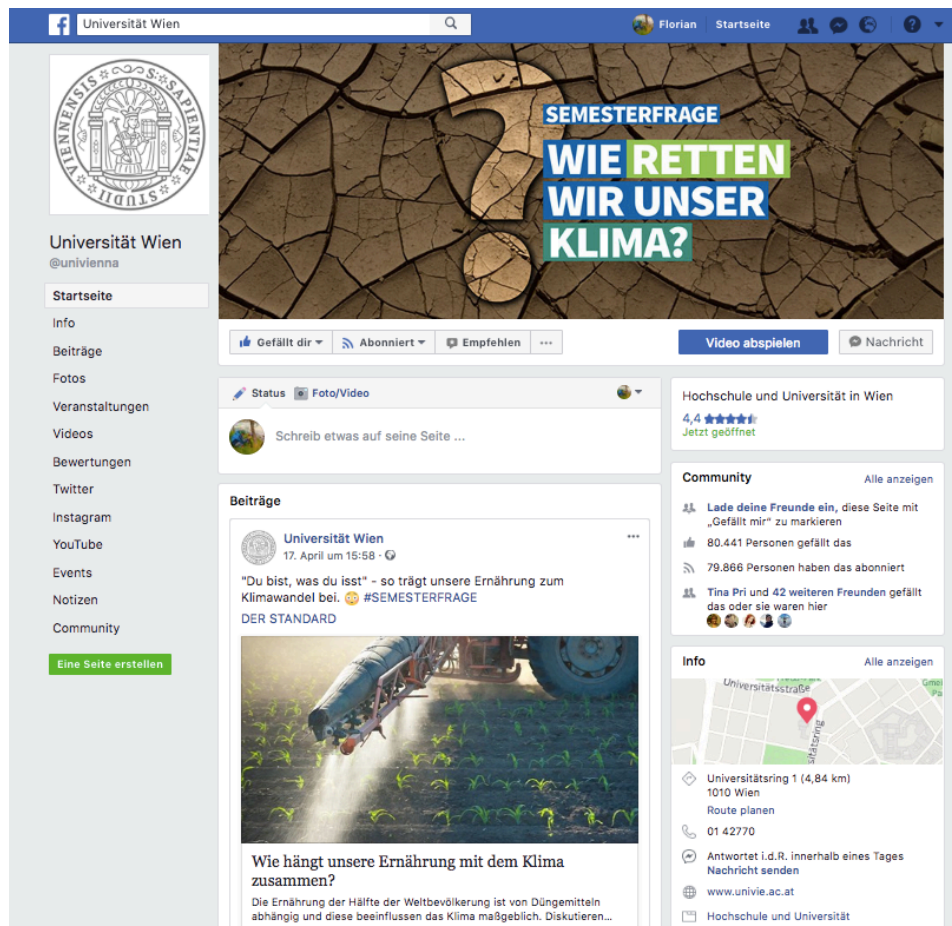 Universität Wien
Florian
Startseite
STUDII VIENNENSIS SAPIENTIAE
SEMESTERFRAGE
WIE RETTEN
WIR UNSER
KLIMA?
Universität Wien
@univienna
Startseite
Info
Beiträge
Fotos
Veranstaltungen
Videos
Bewertungen
Twitter
Instagram
YouTube
Events
Notizen
Community
Eine Seite erstellen
Gefällt dir
Abonniert
Empfehlen
Video abspielen
Nachricht
Status
Foto/Video
Schreib etwas auf seine Seite ...
Beiträge
Universität Wien
17. April um 15:58 ·
"Du bist, was du isst" - so trägt unsere Ernährung zum
Klimawandel bei. 😳 #SEMESTERFRAGE
DER STANDARD
Wie hängt unsere Ernährung mit dem Klima
zusammen?
Die Ernährung der Hälfte der Weltbevölkerung ist von Düngemitteln
abhängig und diese beeinflussen das Klima maßgeblich. Diskutieren...
Hochschule und Universität in Wien
4,4
Jetzt geöffnet
Community
Alle anzeigen
Lade deine Freunde ein, diese Seite mit
„Gefällt mir" zu markieren
80.441 Personen gefällt das
79.866 Personen haben das abonniert
Tina Pri und 42 weiteren Freunden gefällt
das oder sie waren hier
Info
Alle anzeigen
Universitätsstraße
Universitätsring 1 (4,84 km)
1010 Wien
Route planen
01 42770
Antwortet i.d.R. innerhalb eines Tages
Nachricht senden
www.univie.ac.at
Hochschule und Universität